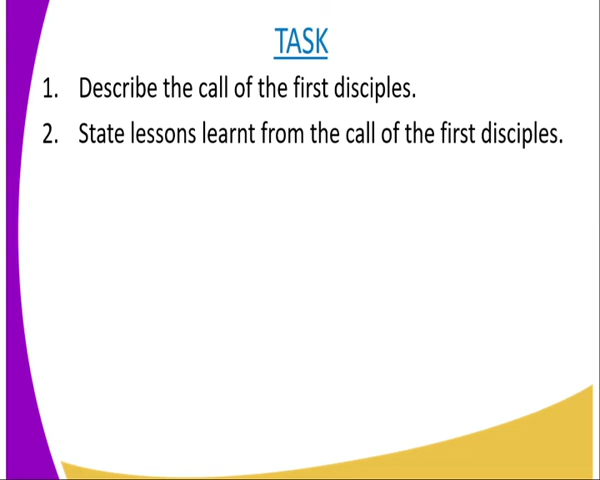 TASK
1. Describe the call of the first disciples.
2. State lessons learnt from the call of the first disciples.